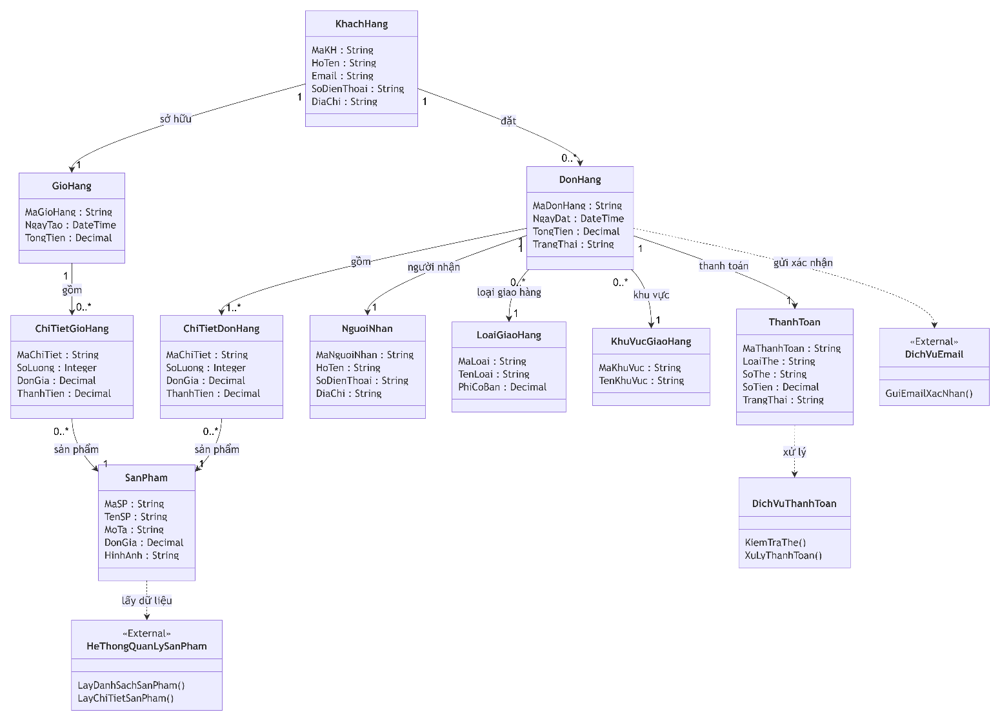 KhachHang
MaKH : String
HoTen : String
Email : String
SoDienThoai : String
DiaChi : String
1
1
sở hữu
đặt
1
0..*
GioHang
MaGioHang : String
NgayTao : DateTime
TongTien : Decimal
DonHang
MaDonHang : String
NgayDat : DateTime
TongTien : Decimal
TrangThai : String
1
1
1
1
gồm
gồm
người nhận
0..*
loại giao hàng
0..*
khu vực
thanh toán
gửi xác nhận
0..*
1..*
1
1
1
1
ChiTietGioHang
MaChiTiet : String
SoLuong : Integer
DonGia : Decimal
ThanhTien : Decimal
ChiTietDonHang
MaChiTiet : String
SoLuong : Integer
DonGia : Decimal
ThanhTien : Decimal
NguoiNhan
MaNguoiNhan : String
HoTen : String
SoDienThoai : String
DiaChi : String
LoaiGiaoHang
MaLoai : String
TenLoai : String
PhiCoBan : Decimal
KhuVucGiaoHang
MaKhuVuc : String
TenKhuVuc : String
ThanhToan
MaThanhToan : String
LoaiThe : String
SoThe : String
SoTien : Decimal
TrangThai : String
«External»
DichVuEmail
GuiEmailXacNhan()
0..*
0..*
sản phẩm
sản phẩm
xử lý
1
1
SanPham
MaSP : String
TenSP : String
MoTa : String
DonGia : Decimal
HinhAnh : String
DichVuThanhToan
KiemTraThe()
XuLyThanhToan()
lấy dữ liệu
«External»
HeThongQuanLySanPham
LayDanhSachSanPham()
LayChiTietSanPham()